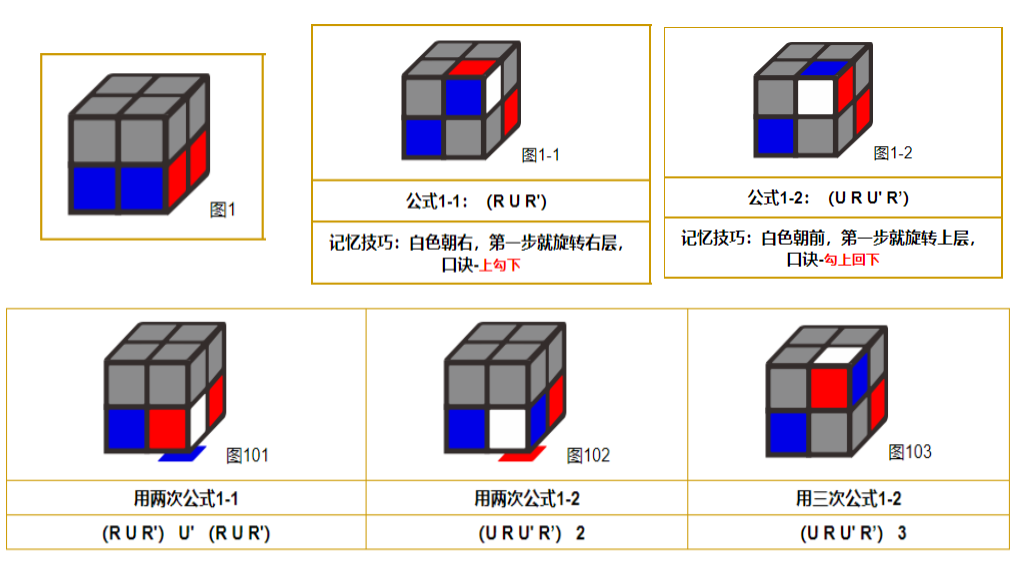 图1
图1-1
公式1-1： (R U R')
记忆技巧：白色朝右，第一步就旋转右层，
口诀-上勾下
图1-2
公式1-2： (U R U' R')
记忆技巧：白色朝前，第一步就旋转上层，
口诀-勾上回下
图101
用两次公式1-1
(R U R') U' (R U R')
图102
用两次公式1-2
(U R U' R') 2
图103
用三次公式1-2
(U R U' R') 3